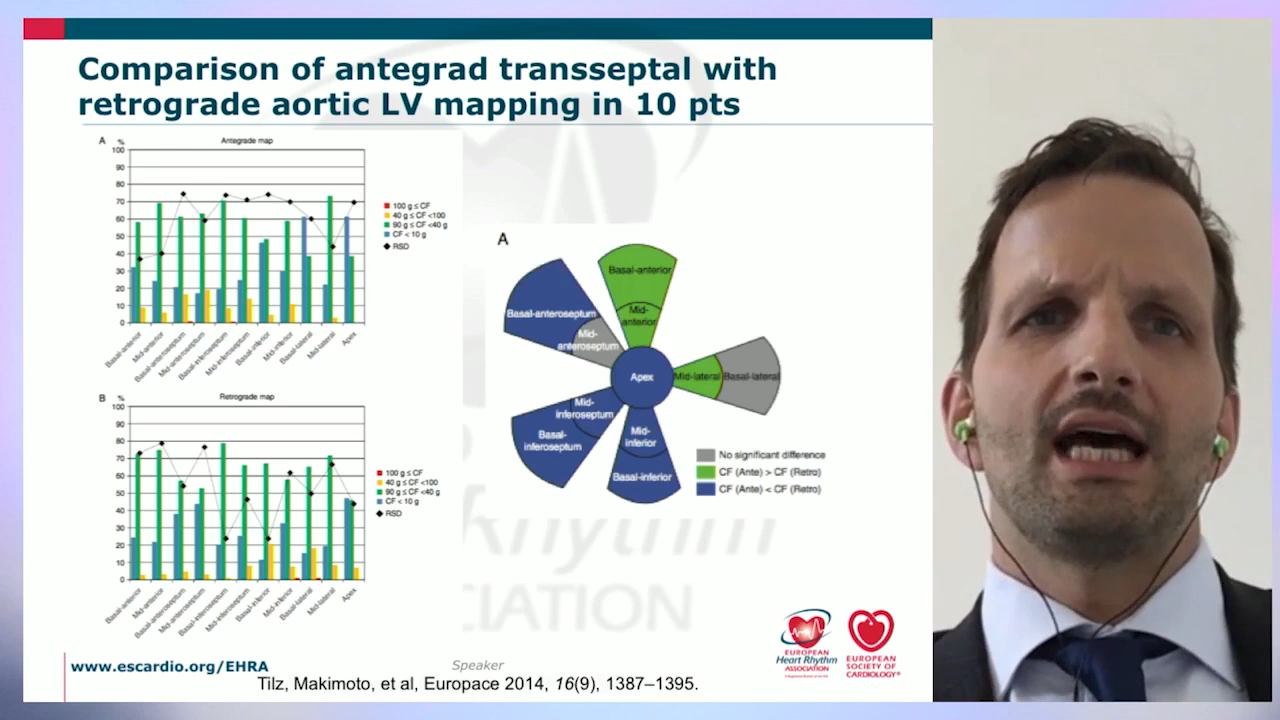 Comparison of antegrad transseptal with
retrograde aortic LV mapping in 10 pts
A
%
Antegrade map
100
90
80
70
60
50
40
30
20
10
0
Basal-anterior
Mid-anterior
Basal-anteroseptum
Mid-anteroseptum
Basal-inferoseptum
Mid-inferoseptum
Basal-inferior
Mid-inferior
Basal-lateral
Mid-lateral
Apex
100 g ≤ CF
40 g ≤ CF <100
90 g ≤ CF <40 g
CF < 10 g
RSD
B
%
Retrograde map
100
90
80
70
60
50
40
30
20
10
0
Basal-anterior
Mid-anterior
Basal-anteroseptum
Mid-anteroseptum
Basal-inferoseptum
Mid-inferoseptum
Basal-inferior
Mid-inferior
Basal-lateral
Mid-lateral
Apex
100 g ≤ CF
40 g ≤ CF <100
90 g ≤ CF <40 g
CF < 10 g
RSD
A
Basal-anterior
Mid-
anterior
Basal-anteroseptum
Mid-
anteroseptum
Apex
Mid-lateral
Basal-lateral
Mid-
inferoseptum
Basal-
inferoseptum
Mid-
inferior
Basal-inferior
No significant difference
CF (Ante) > CF (Retro)
CF (Ante) < CF (Retro)
EUROPEAN
Heart Rhythm
ASSOCIATION
EUROPEAN
SOCIETY OF
CARDIOLOGY®
www.escardio.org/EHRA
Speaker
Tilz, Makimoto, et al, Europace 2014, 16(9), 1387–1395.